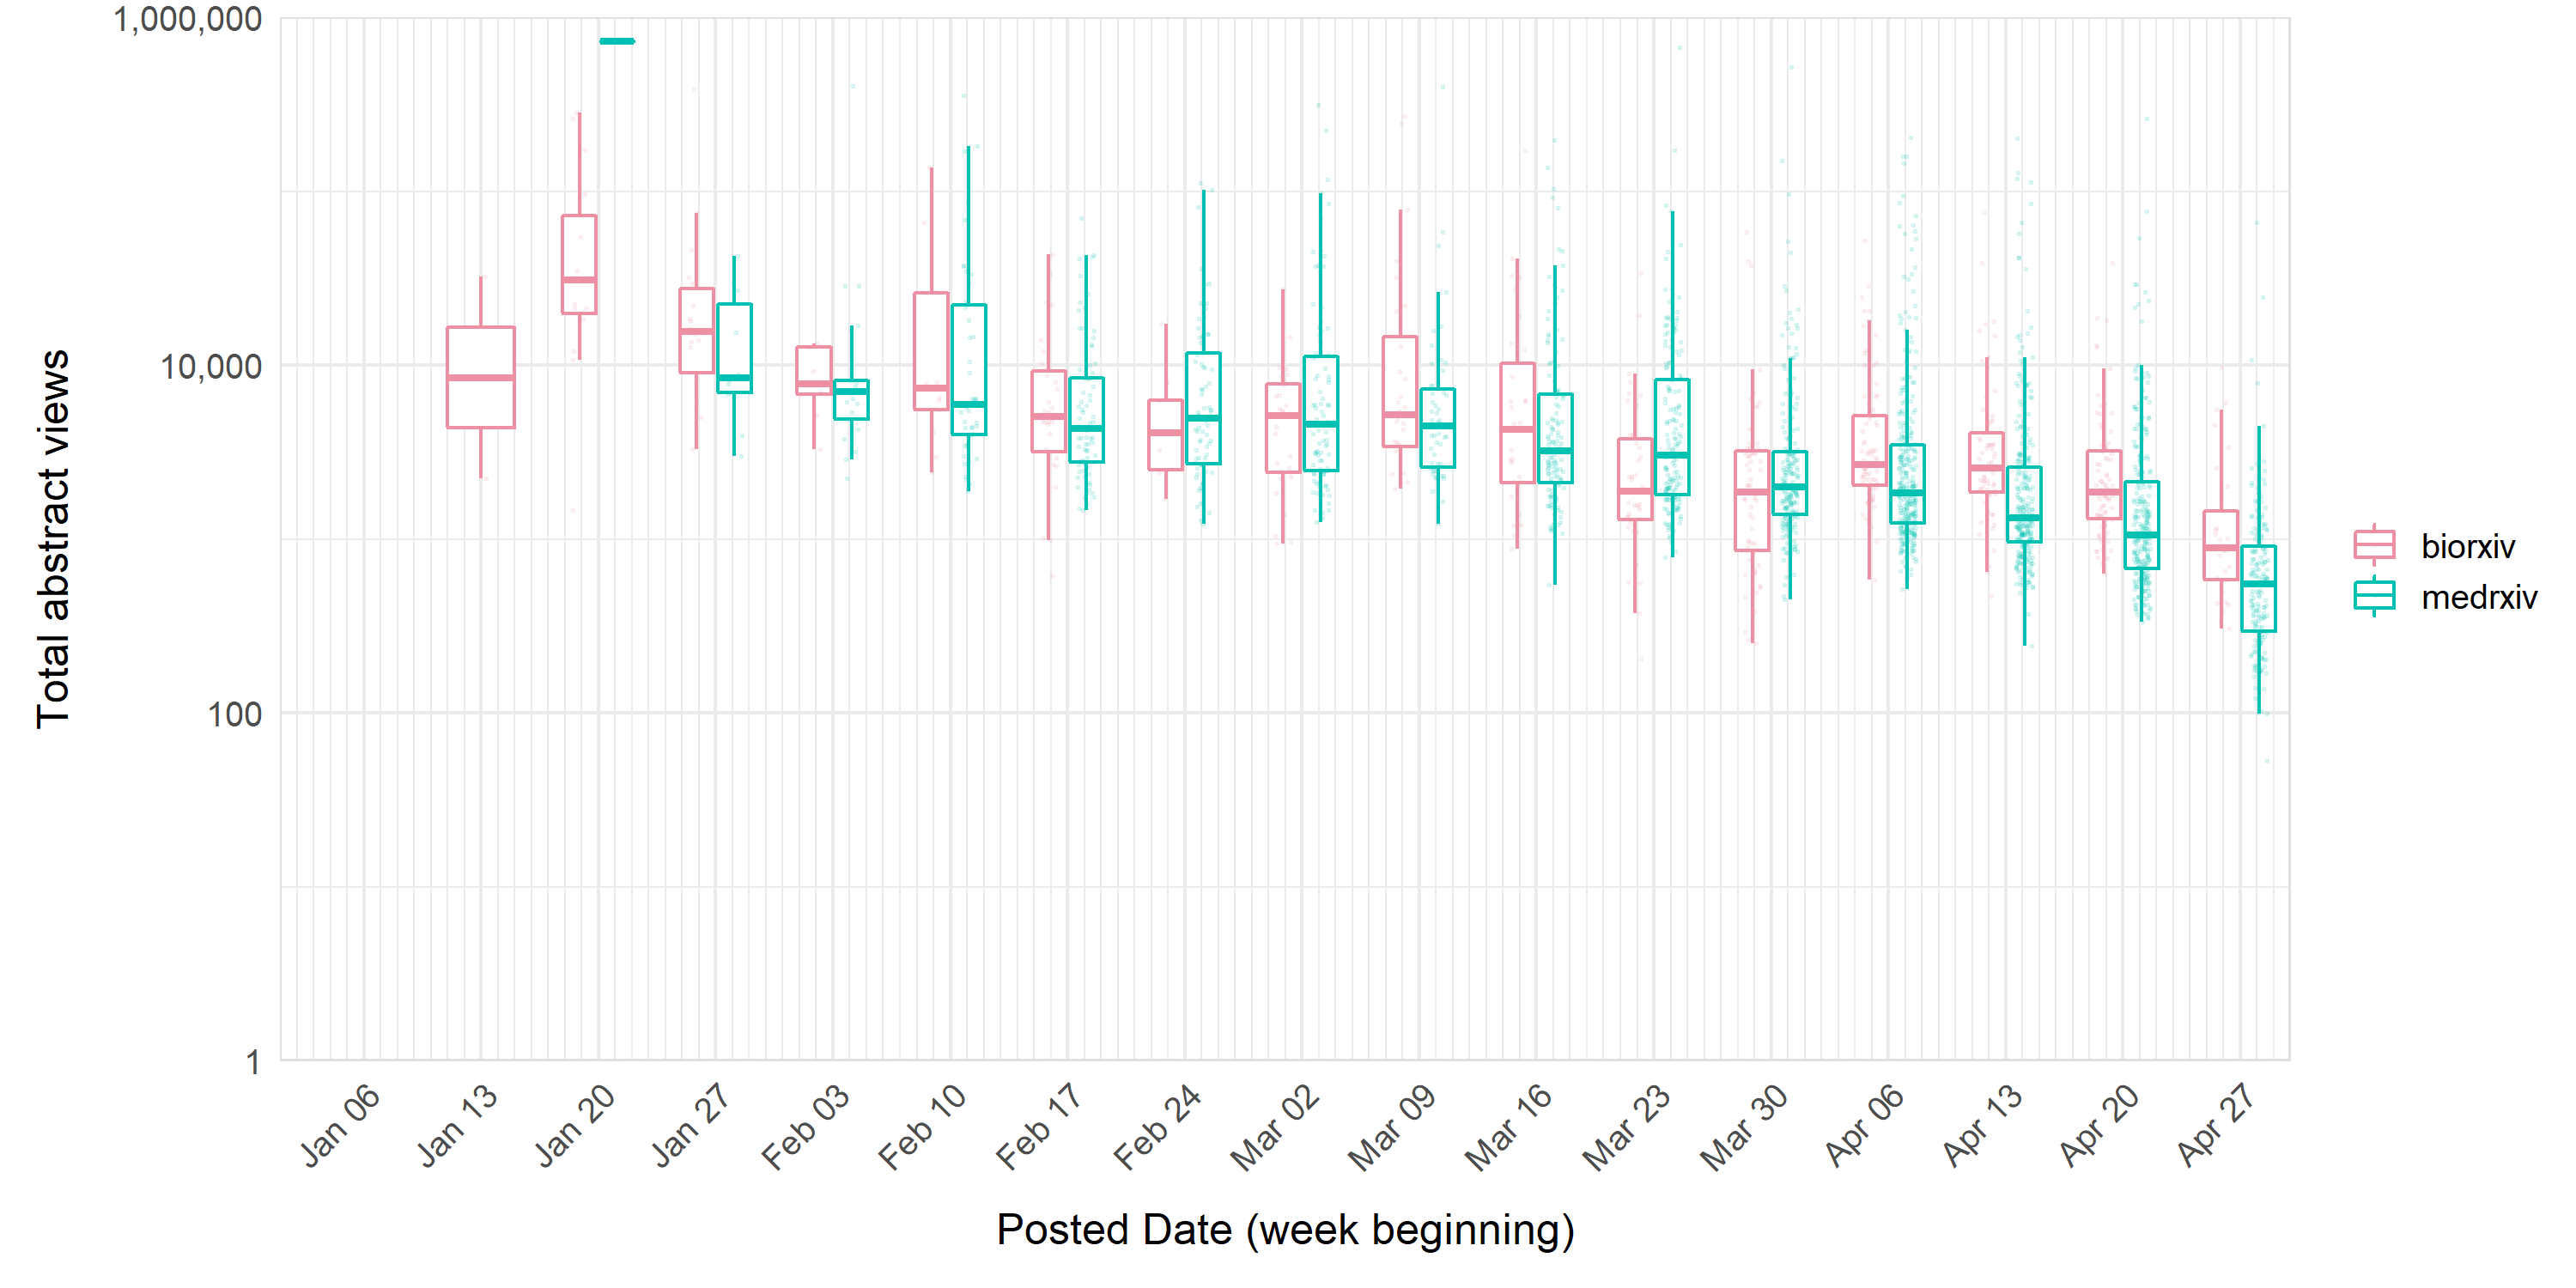 Total abstract views
1,000,000
10,000
100
1
Jan 06
Jan 13
Jan 20
Jan 27
Feb 03
Feb 10
Feb 17
Feb 24
Mar 02
Mar 09
Mar 16
Mar 23
Mar 30
Apr 06
Apr 13
Apr 20
Apr 27
Posted Date (week beginning)
biorxiv
medrxiv